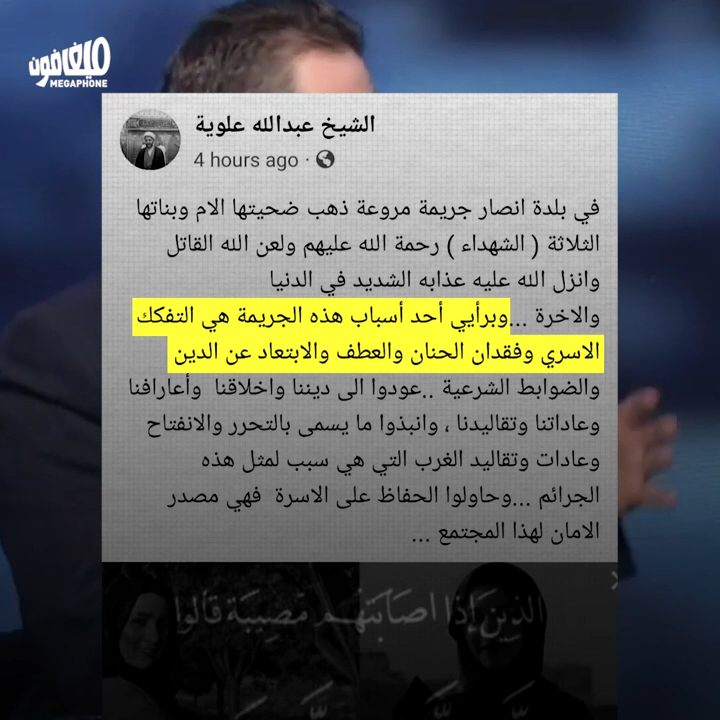 ميغافون
MEGAPHONE
الشيخ عبدالله علوية
4 hours ago ·
في بلدة انصار جريمة مروعة ذهب ضحيتها الام وبناتها
الثلاثة ( الشهداء ) رحمة الله عليهم ولعن الله القاتل
وانزل الله عليه عذابه الشديد في الدنيا
والاخرة ...وبرأيي أحد أسباب هذه الجريمة هي التفكك
الاسري وفقدان الحنان والعطف والابتعاد عن الدين
والضوابط الشرعية ..عودوا الى ديننا واخلاقنا وأعارافنا
وعاداتنا وتقاليدنا ، وانبذوا ما يسمى بالتحرر والانفتاح
وعادات وتقاليد الغرب التي هي سبب لمثل هذه
الجرائم ...وحاولوا الحفاظ على الاسرة فهي مصدر
الامان لهذا المجتمع ...
الذين إذا اصابتهم مصيبة قالوا